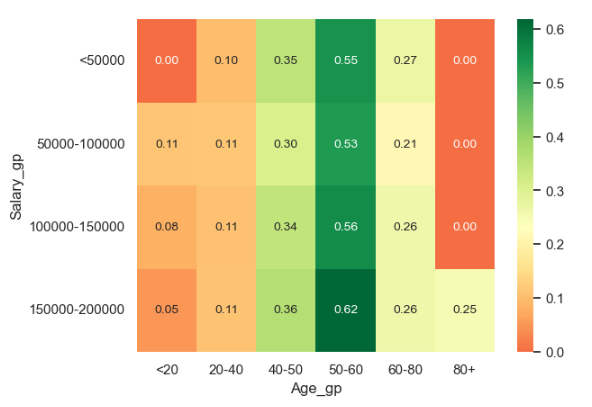 0.6
<50000
0.00 0.10 0.35 0.55 0.27 0.00
0.5
50000-100000
0.11 0.11 0.30 0.53 0.21 0.00
0.4
0.3
Salary_gp
100000-150000
0.08 0.11 0.34 0.56 0.26 0.00
0.2
150000-200000
0.05 0.11 0.36 0.62 0.26 0.25
0.1
0.0
<20 20-40 40-50 50-60 60-80 80+
Age_gp